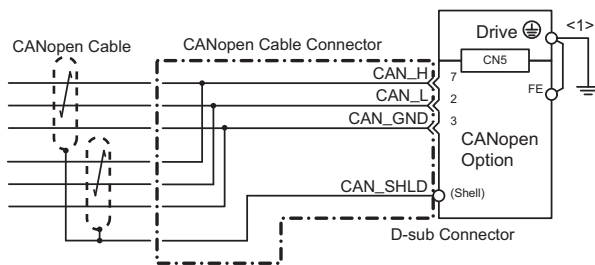 Drive <1>
CANopen Cable
CANopen Cable Connector
CN5
CAN_H 7
FE
CAN_L 2
CAN_GND 3
CANopen
Option
CAN_SHLD (Shell)
D-sub Connector